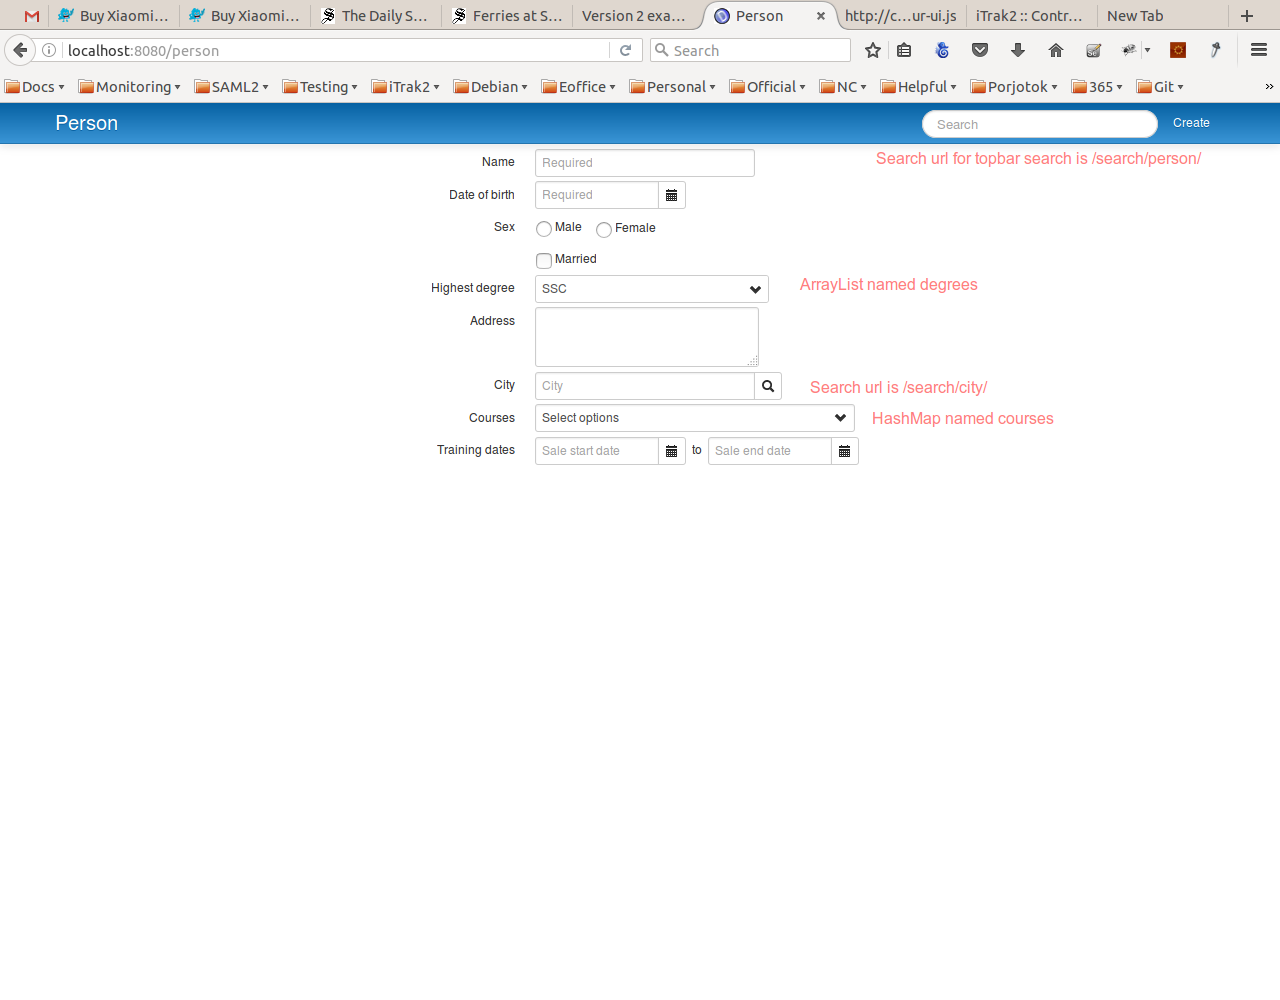 Buy Xiaomi... Buy Xiaomi... The Daily S... Ferries at S... Version 2 exa... Person http://c...ur-ui.js iTrak2 :: Contr... New Tab
localhost:8080/person Search
Docs Monitoring SAML2 Testing iTrak2 Debian Eoffice Personal Official NC Helpful Porjotok 365 Git »
Person Search Create
Name Required Search url for topbar search is /search/person/
Date of birth Required
Sex Male Female
Married
Highest degree SSC ArrayList named degrees
Address
City City Search url is /search/city/
Courses Select options HashMap named courses
Training dates Sale start date to Sale end date